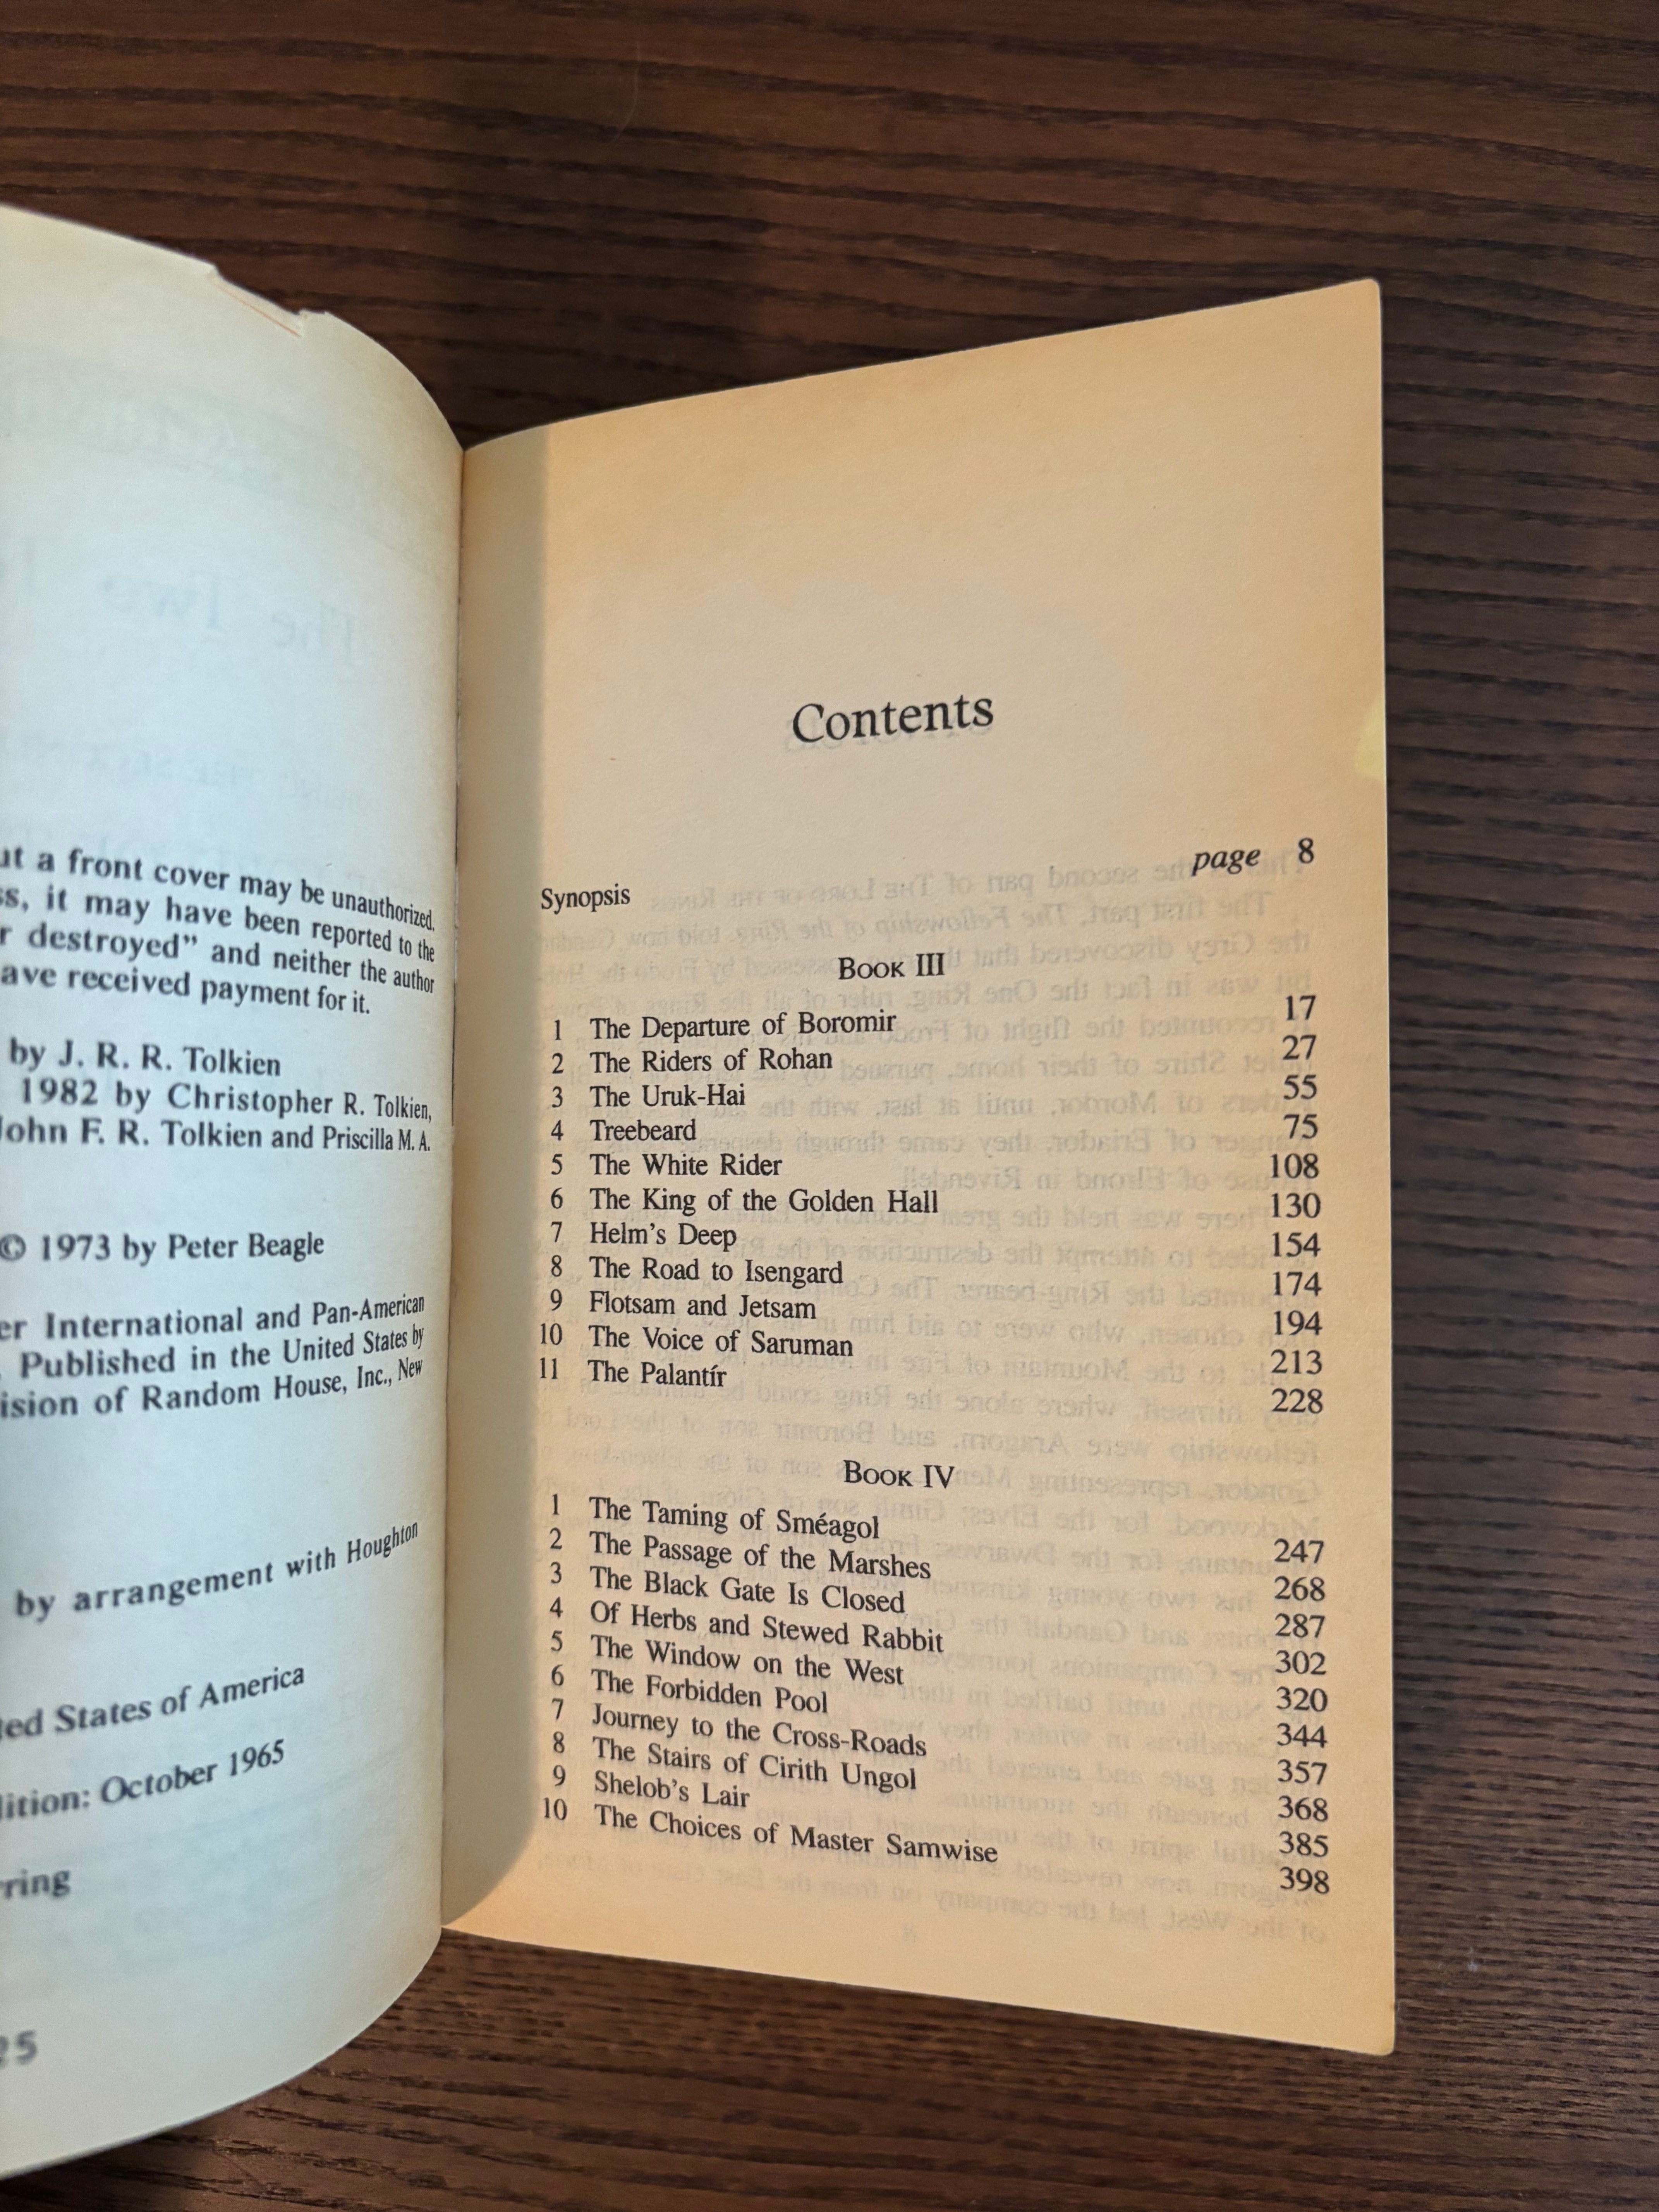 a front cover may be unauthorized.
it may have been reported to the
destroyed" and neither the author
have received payment for it.
by J. R. R. Tolkien
1982 by Christopher R. Tolkien,
John F. R. Tolkien and Priscilla M. A.
© 1973 by Peter Beagle
International and Pan-American
Published in the United States by
of Random House, Inc., New
by arrangement with Houghton
States of America
October 1965
25
Contents
Synopsis page 8
Book III
1 The Departure of Boromir 17
2 The Riders of Rohan 27
3 The Uruk-Hai 55
4 Treebeard 75
5 The White Rider 108
6 The King of the Golden Hall 130
7 Helm's Deep 154
8 The Road to Isengard 174
9 Flotsam and Jetsam 194
10 The Voice of Saruman 213
11 The Palantír 228
Book IV
1 The Taming of Sméagol 247
2 The Passage of the Marshes 268
3 The Black Gate Is Closed 287
4 Of Herbs and Stewed Rabbit 302
5 The Window on the West 320
6 The Forbidden Pool 344
7 Journey to the Cross-Roads 357
8 The Stairs of Cirith Ungol 368
9 Shelob's Lair 385
10 The Choices of Master Samwise 398